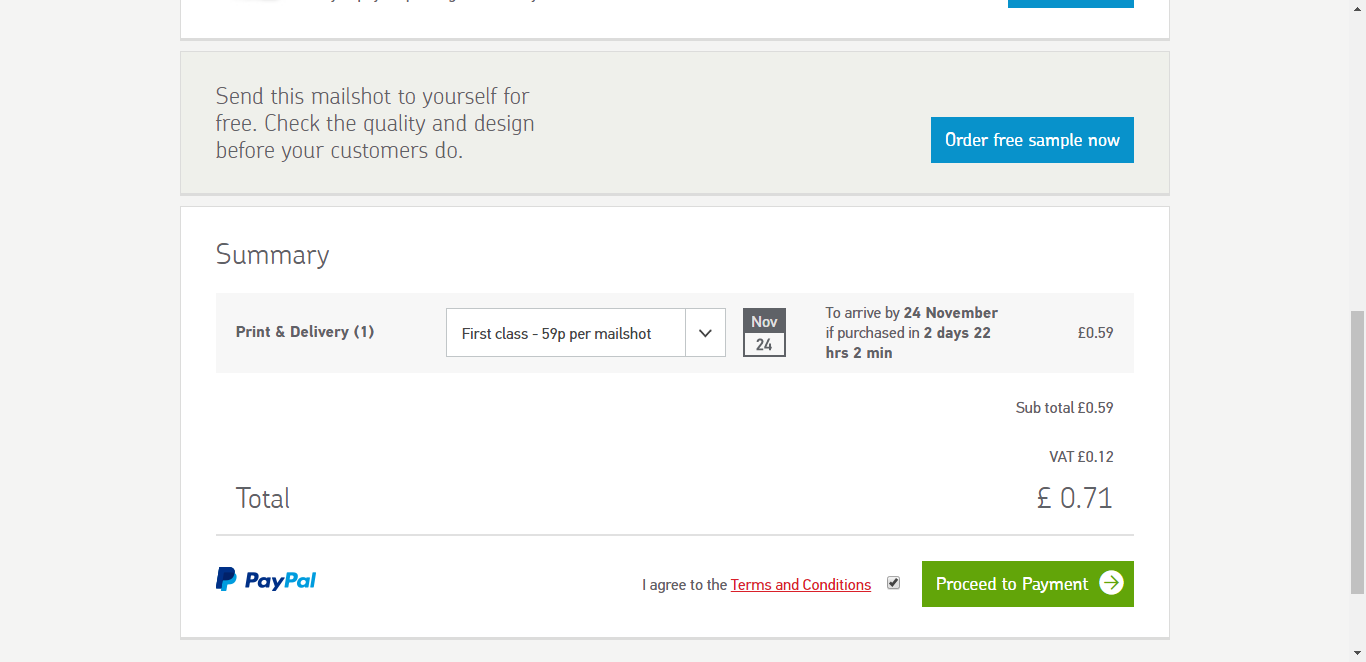 Send this mailshot to yourself for
free. Check the quality and design
before your customers do.
Order free sample now
Summary
Print & Delivery (1)
First class - 59p per mailshot
Nov
24
To arrive by 24 November
if purchased in 2 days 22
hrs 2 min
£0.59
Sub total £0.59
VAT £0.12
Total
£ 0.71
PayPal
I agree to the Terms and Conditions
Proceed to Payment